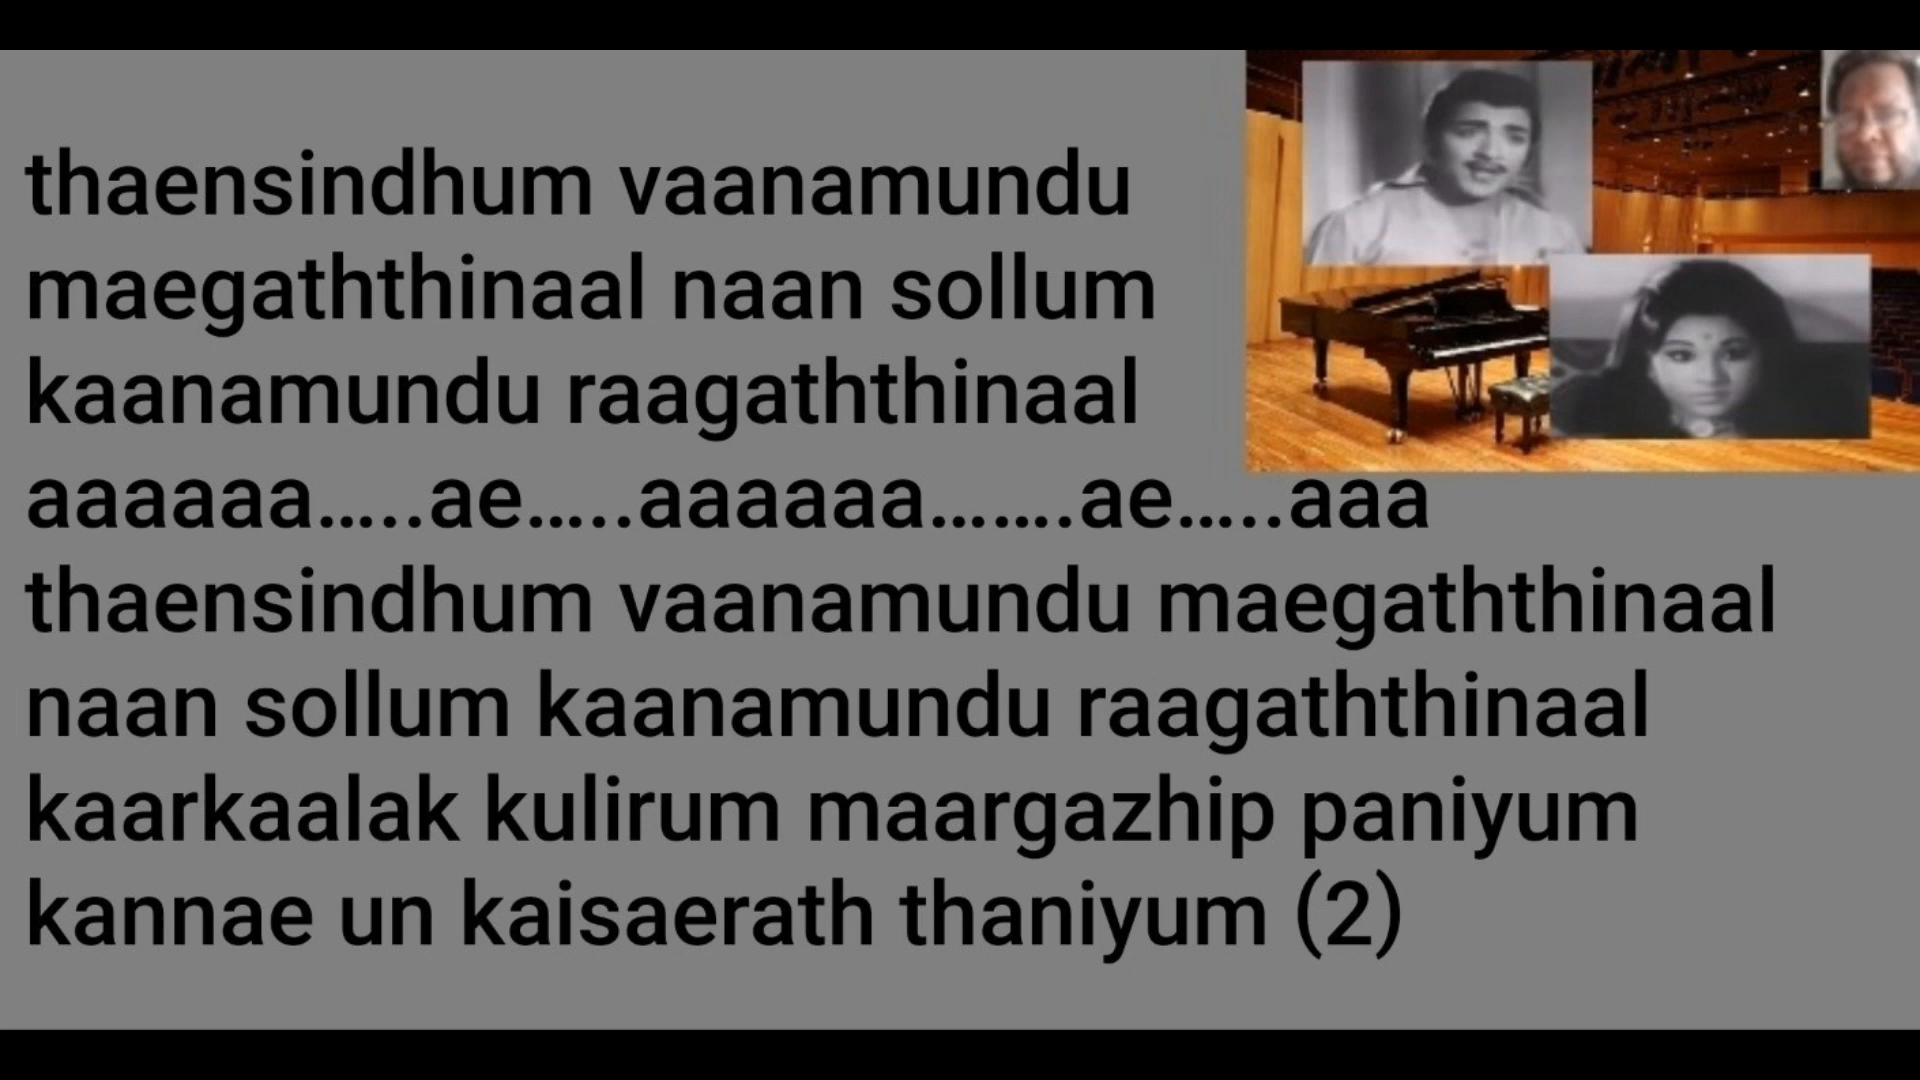 thaensindhum vaanamundu
maegaththinaal naan sollum
kaanamundu raagaththinaal
aaaaaa…..ae…..aaaaaa…….ae…..aaa
thaensindhum vaanamundu maegaththinaal
naan sollum kaanamundu raagaththinaal
kaarkaalak kulirum maargazhip paniyum
kannae un kaisaerath thaniyum (2)